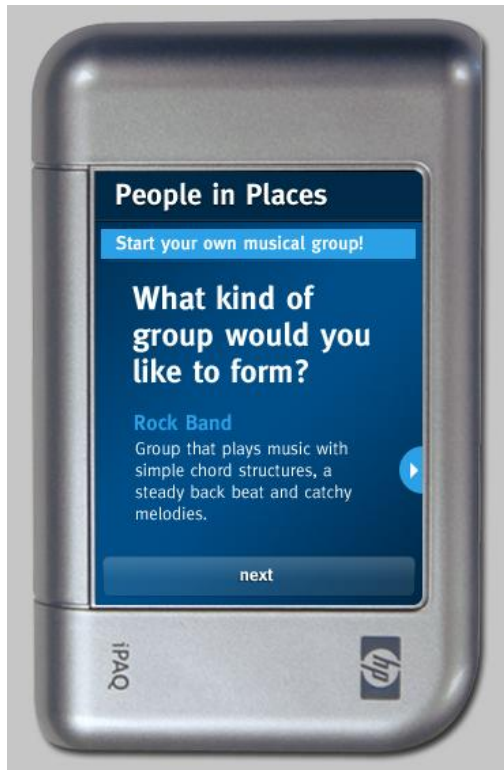 People in Places
Start your own musical group!
What kind of
group would you
like to form?
Rock Band
Group that plays music with
simple chord structures, a
steady back beat and catchy
melodies.
next
iPAQ
hp